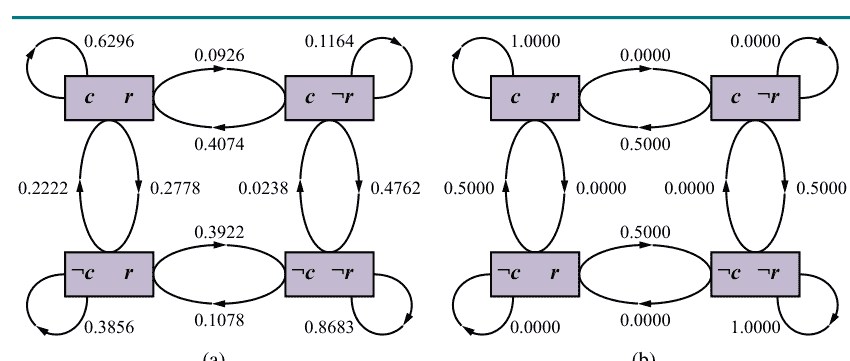 0.6296 0.0926 0.1164 1.0000 0.0000 0.0000
c r c ¬r c r c ¬r
0.4074 0.5000
0.2222 0.2778 0.0238 0.4762 0.5000 0.0000 0.0000 0.5000
0.3922 0.5000
¬c r ¬c ¬r ¬c r ¬c ¬r
0.3856 0.1078 0.8683 0.0000 0.0000 1.0000
(a) (b)